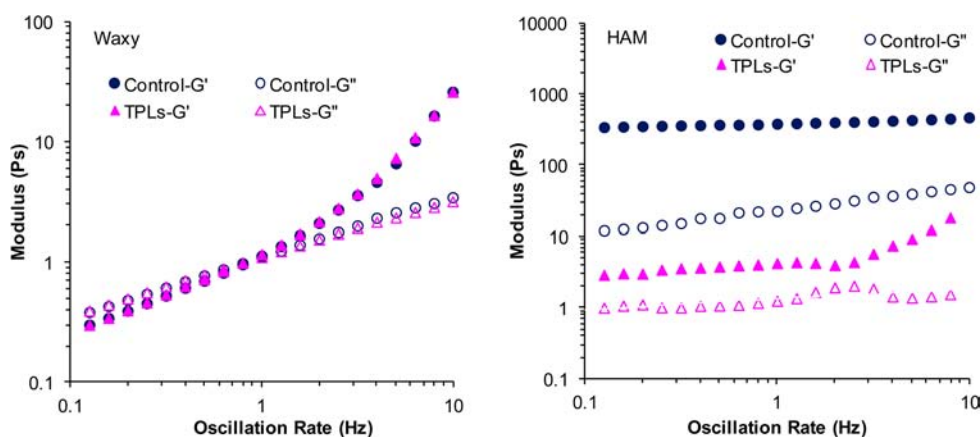 Waxy
Control-G' Control-G"
TPLs-G' TPLs-G"
Modulus (Ps)
100
10
1
0.1
0.1 1 10
Oscillation Rate (Hz)
HAM
Control-G' Control-G"
TPLs-G' TPLs-G"
Modulus (Ps)
10000
1000
100
10
1
0.1
0.1 1 10
Oscillation Rate (Hz)